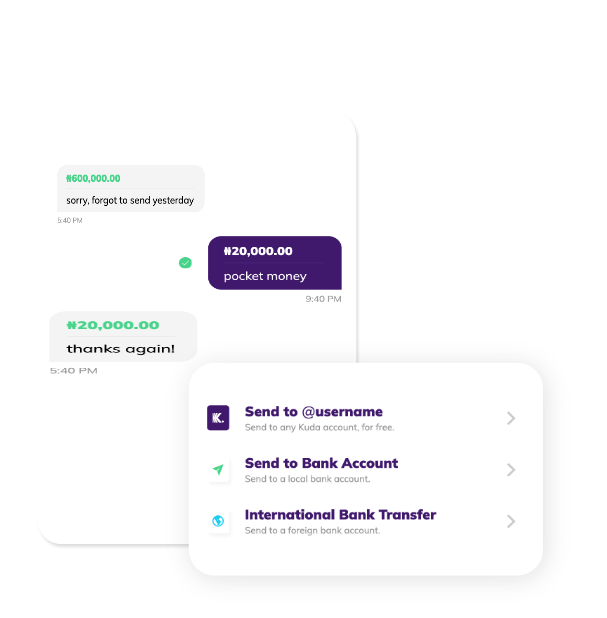 ₦600,000.00
sorry, forgot to send yesterday
5:40 PM
₦20,000.00
pocket money
9:40 PM
₦20,000.00
thanks again!
5:40 PM
K.
Send to @username
Send to any Kuda account, for free.
Send to Bank Account
Send to a local bank account.
International Bank Transfer
Send to a foreign bank account.